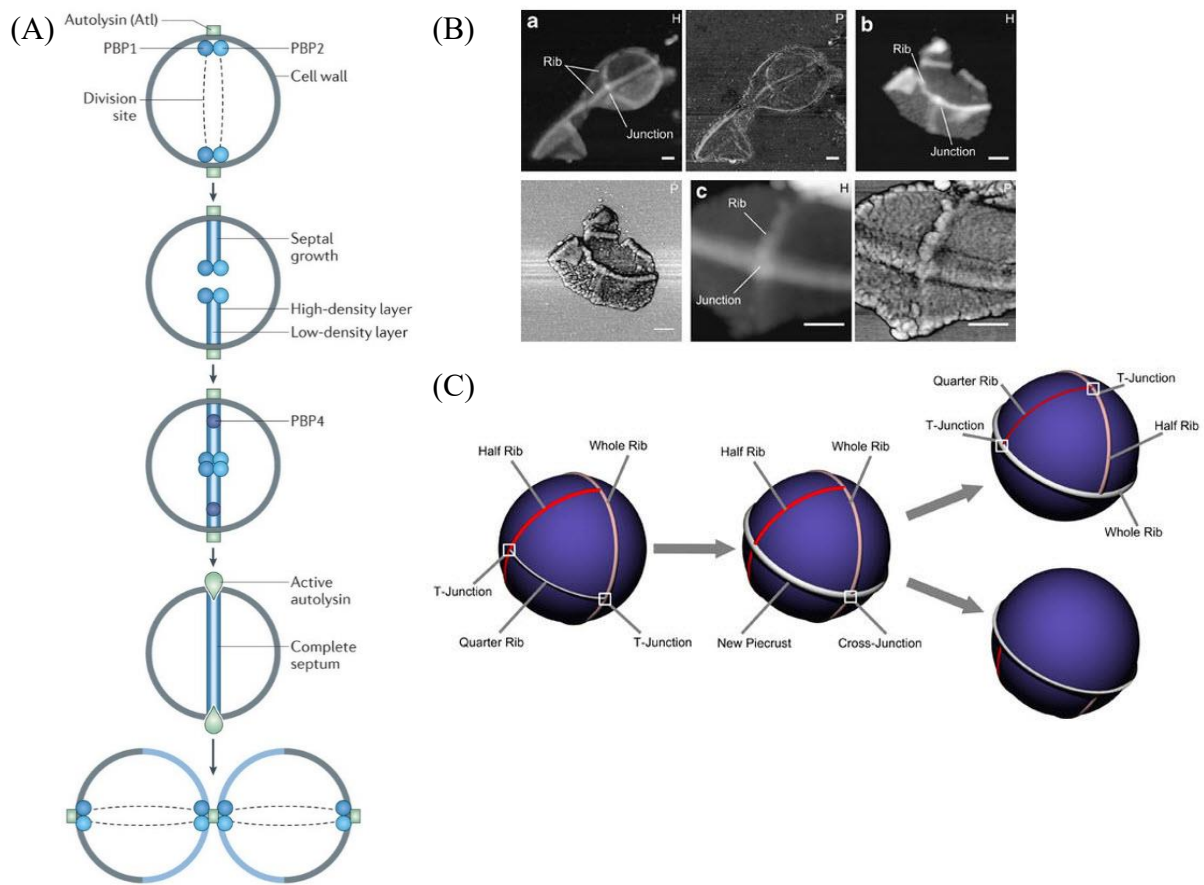 (A)
Autolysin (Atl)
PBP1
PBP2
Cell wall
Division
site
Septal
growth
High-density layer
Low-density layer
PBP4
Active
autolysin
Complete
septum
(B)
a
H
Rib
Junction
P
b
H
Junction
P
c
H
Rib
Junction
P
(C)
Half Rib
Whole Rib
T-Junction
Quarter Rib
T-Junction
Half Rib
Whole Rib
New Piecrust
Cross-Junction
Quarter Rib
T-Junction
T-Junction
Half Rib
Whole Rib